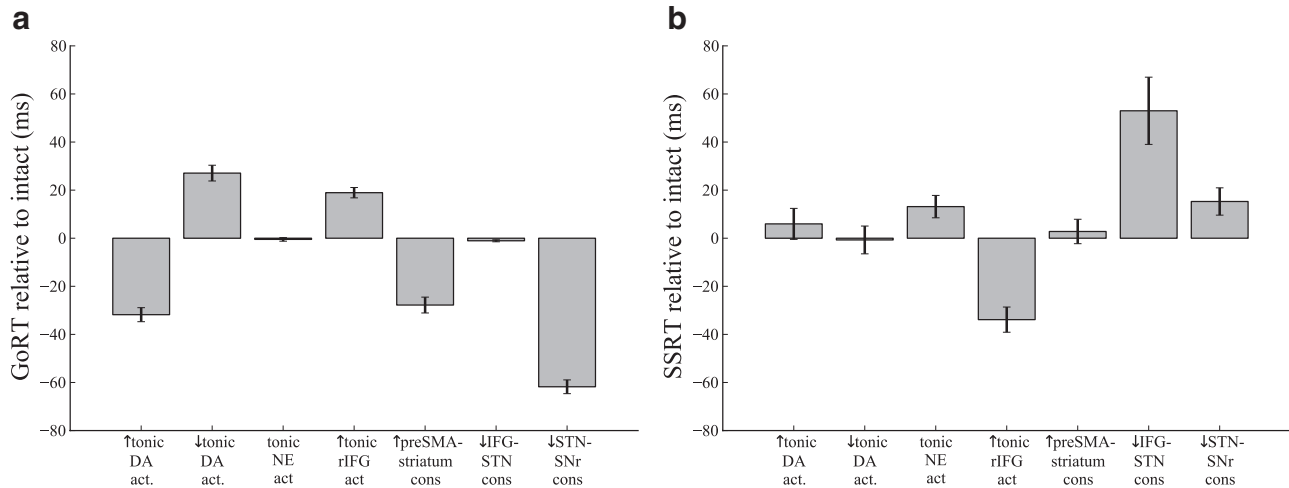 a
GoRT relative to intact (ms)
80
60
40
20
0
−20
−40
−60
−80
↑tonic
DA
act.
↓tonic
DA
act.
tonic
NE
act
↑tonic
rIFG
act
↑preSMA-
striatum
cons
↓IFG-
STN
cons
↓STN-
SNr
cons
b
SSRT relative to intact (ms)
80
60
40
20
0
−20
−40
−60
−80
↑tonic
DA
act.
↓tonic
DA
act.
tonic
NE
act
↑tonic
rIFG
act
↑preSMA-
striatum
cons
↓IFG-
STN
cons
↓STN-
SNr
cons